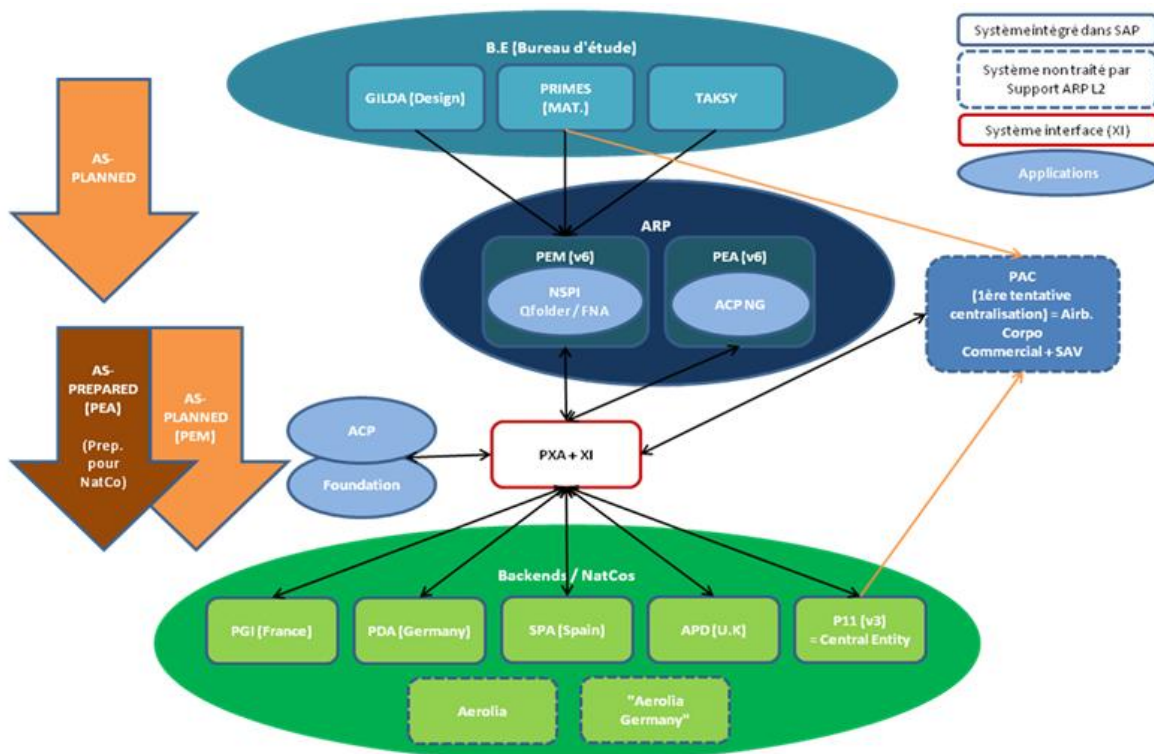 B.E (Bureau d'étude)
GILDA (Design)
PRIMES
(MAT.)
TAKSY
Système intégré dans SAP
Système non traité par
Support ARP L2
Système interface (XI)
Applications
AS-
PLANNED
ARP
PEM (v6)
NSPI
Qfolder / FNA
PEA (v6)
ACP NG
PAC
(1ère tentative
centralisation) = Airb.
Corpo
Commercial + SAV
AS-
PREPARED
(PEA)
(Prep.
pour
NatCo)
AS-
PLANNED
(PEM)
ACP
Foundation
PXA + XI
Backends / NatCos
PGI (France)
PDA (Germany)
SPA (Spain)
APD (U.K)
P11 (v3)
= Central Entity
Aerolia
"Aerolia
Germany"